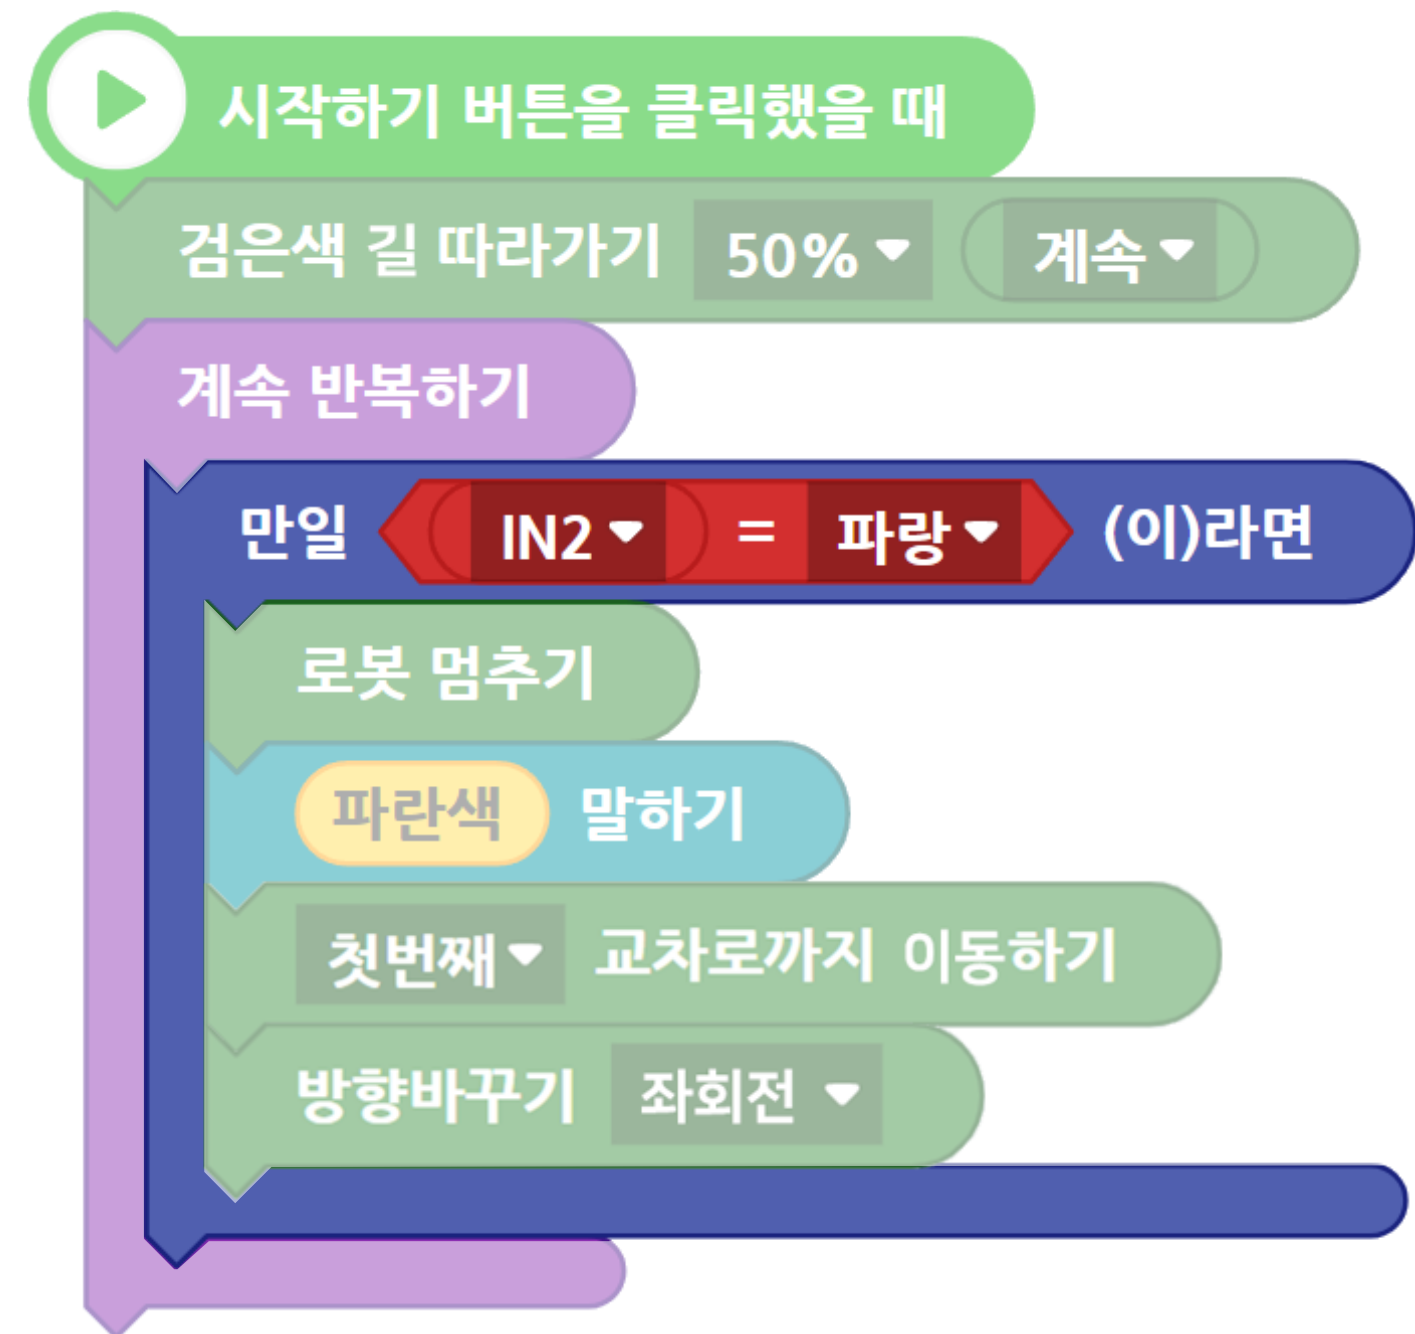 시작하기 버튼을 클릭했을 때
검은색 길 따라가기 50% 계속
계속 반복하기
만일 IN2 = 파랑 (이)라면
로봇 멈추기
파란색 말하기
첫번째 교차로까지 이동하기
방향바꾸기 좌회전